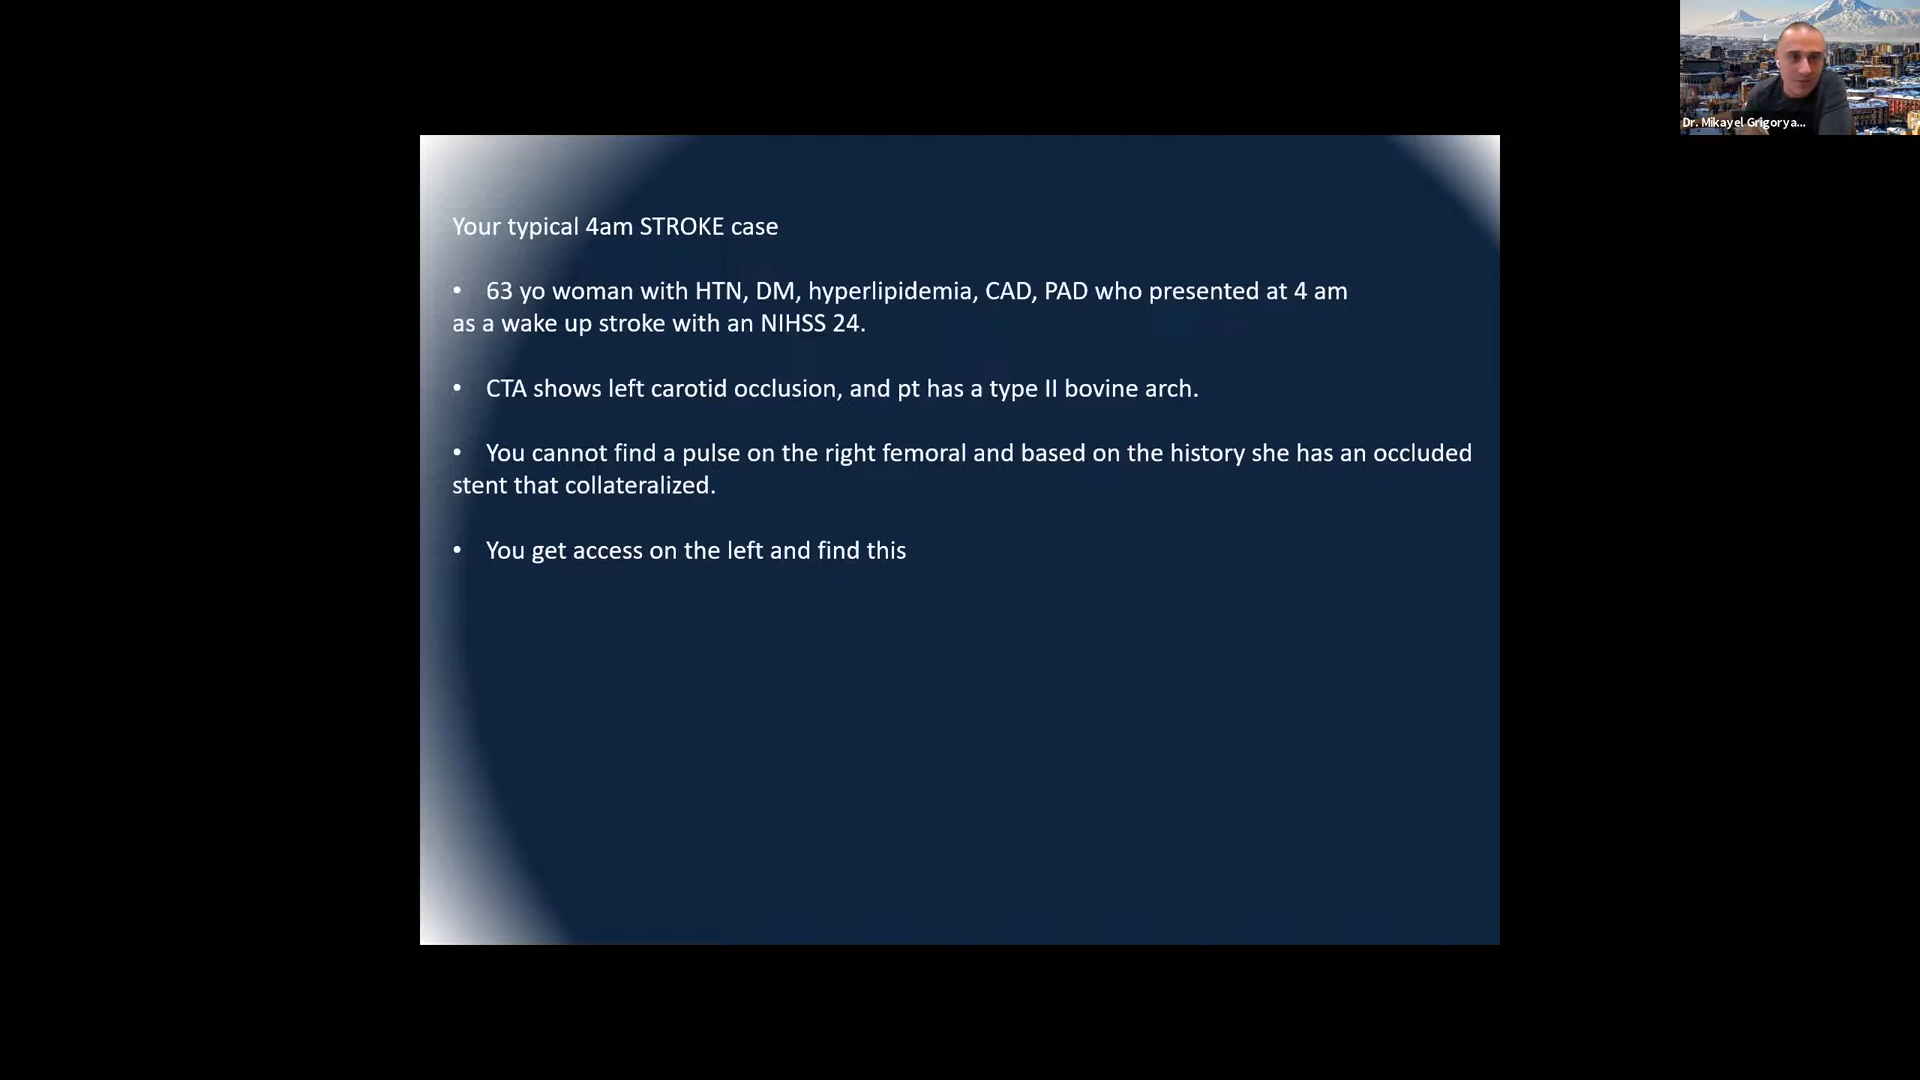 Dr. Mikayel Grigorya...
Your typical 4am STROKE case
• 63 yo woman with HTN, DM, hyperlipidemia, CAD, PAD who presented at 4 am
as a wake up stroke with an NIHSS 24.
• CTA shows left carotid occlusion, and pt has a type II bovine arch.
• You cannot find a pulse on the right femoral and based on the history she has an occluded
stent that collateralized.
• You get access on the left and find this